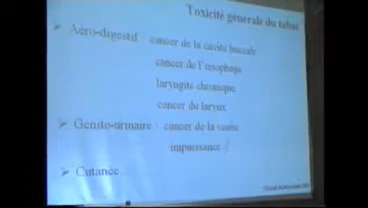 Toxicité générale du tabac
➢ Aéro-digestif cancer de la cavité buccale
cancer de l'œsophage
laryngite chronique
cancer du larynx
➢ Génito-urinaire : cancer de la vessie
impuissance
➢ Cutané...